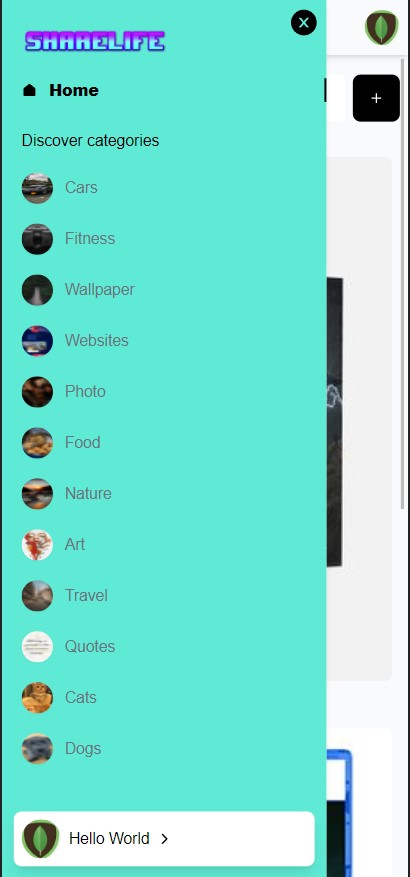 SHARELIFE
Home
Discover categories
Cars
Fitness
Wallpaper
Websites
Photo
Food
Nature
Art
Travel
Quotes
Cats
Dogs
Hello World